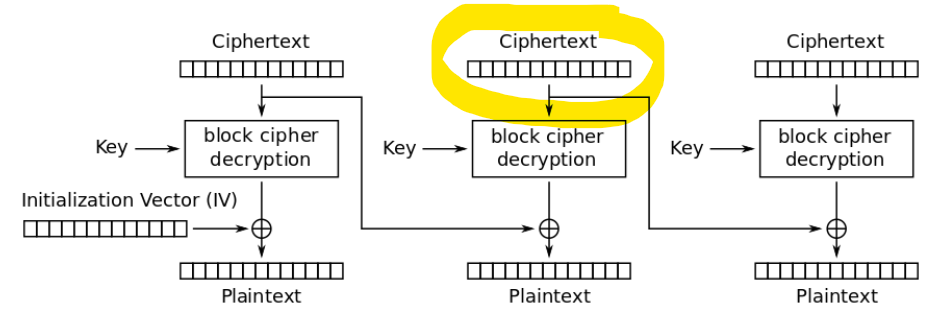 Ciphertext
Ciphertext
Ciphertext
Key
block cipher
decryption
Key
block cipher
decryption
Key
block cipher
decryption
Initialization Vector (IV)
Plaintext
Plaintext
Plaintext